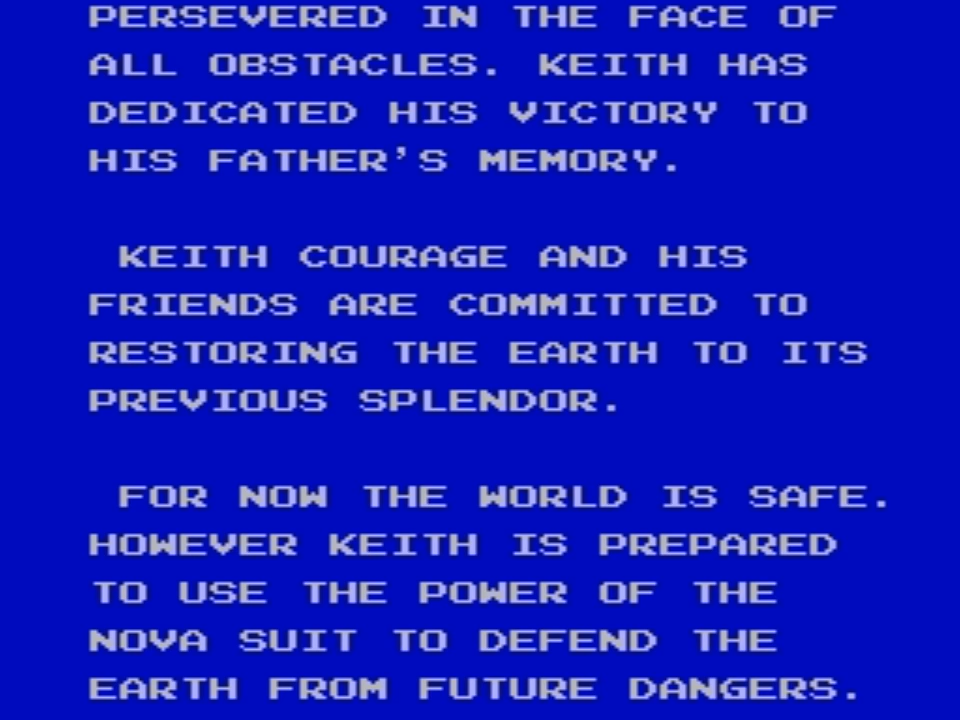 PERSEVERED IN THE FACE OF
ALL OBSTACLES. KEITH HAS
DEDICATED HIS VICTORY TO
HIS FATHER'S MEMORY.
KEITH COURAGE AND HIS
FRIENDS ARE COMMITTED TO
RESTORING THE EARTH TO ITS
PREVIOUS SPLENDOR.
FOR NOW THE WORLD IS SAFE.
HOWEVER KEITH IS PREPARED
TO USE THE POWER OF THE
NOVA SUIT TO DEFEND THE
EARTH FROM FUTURE DANGERS.